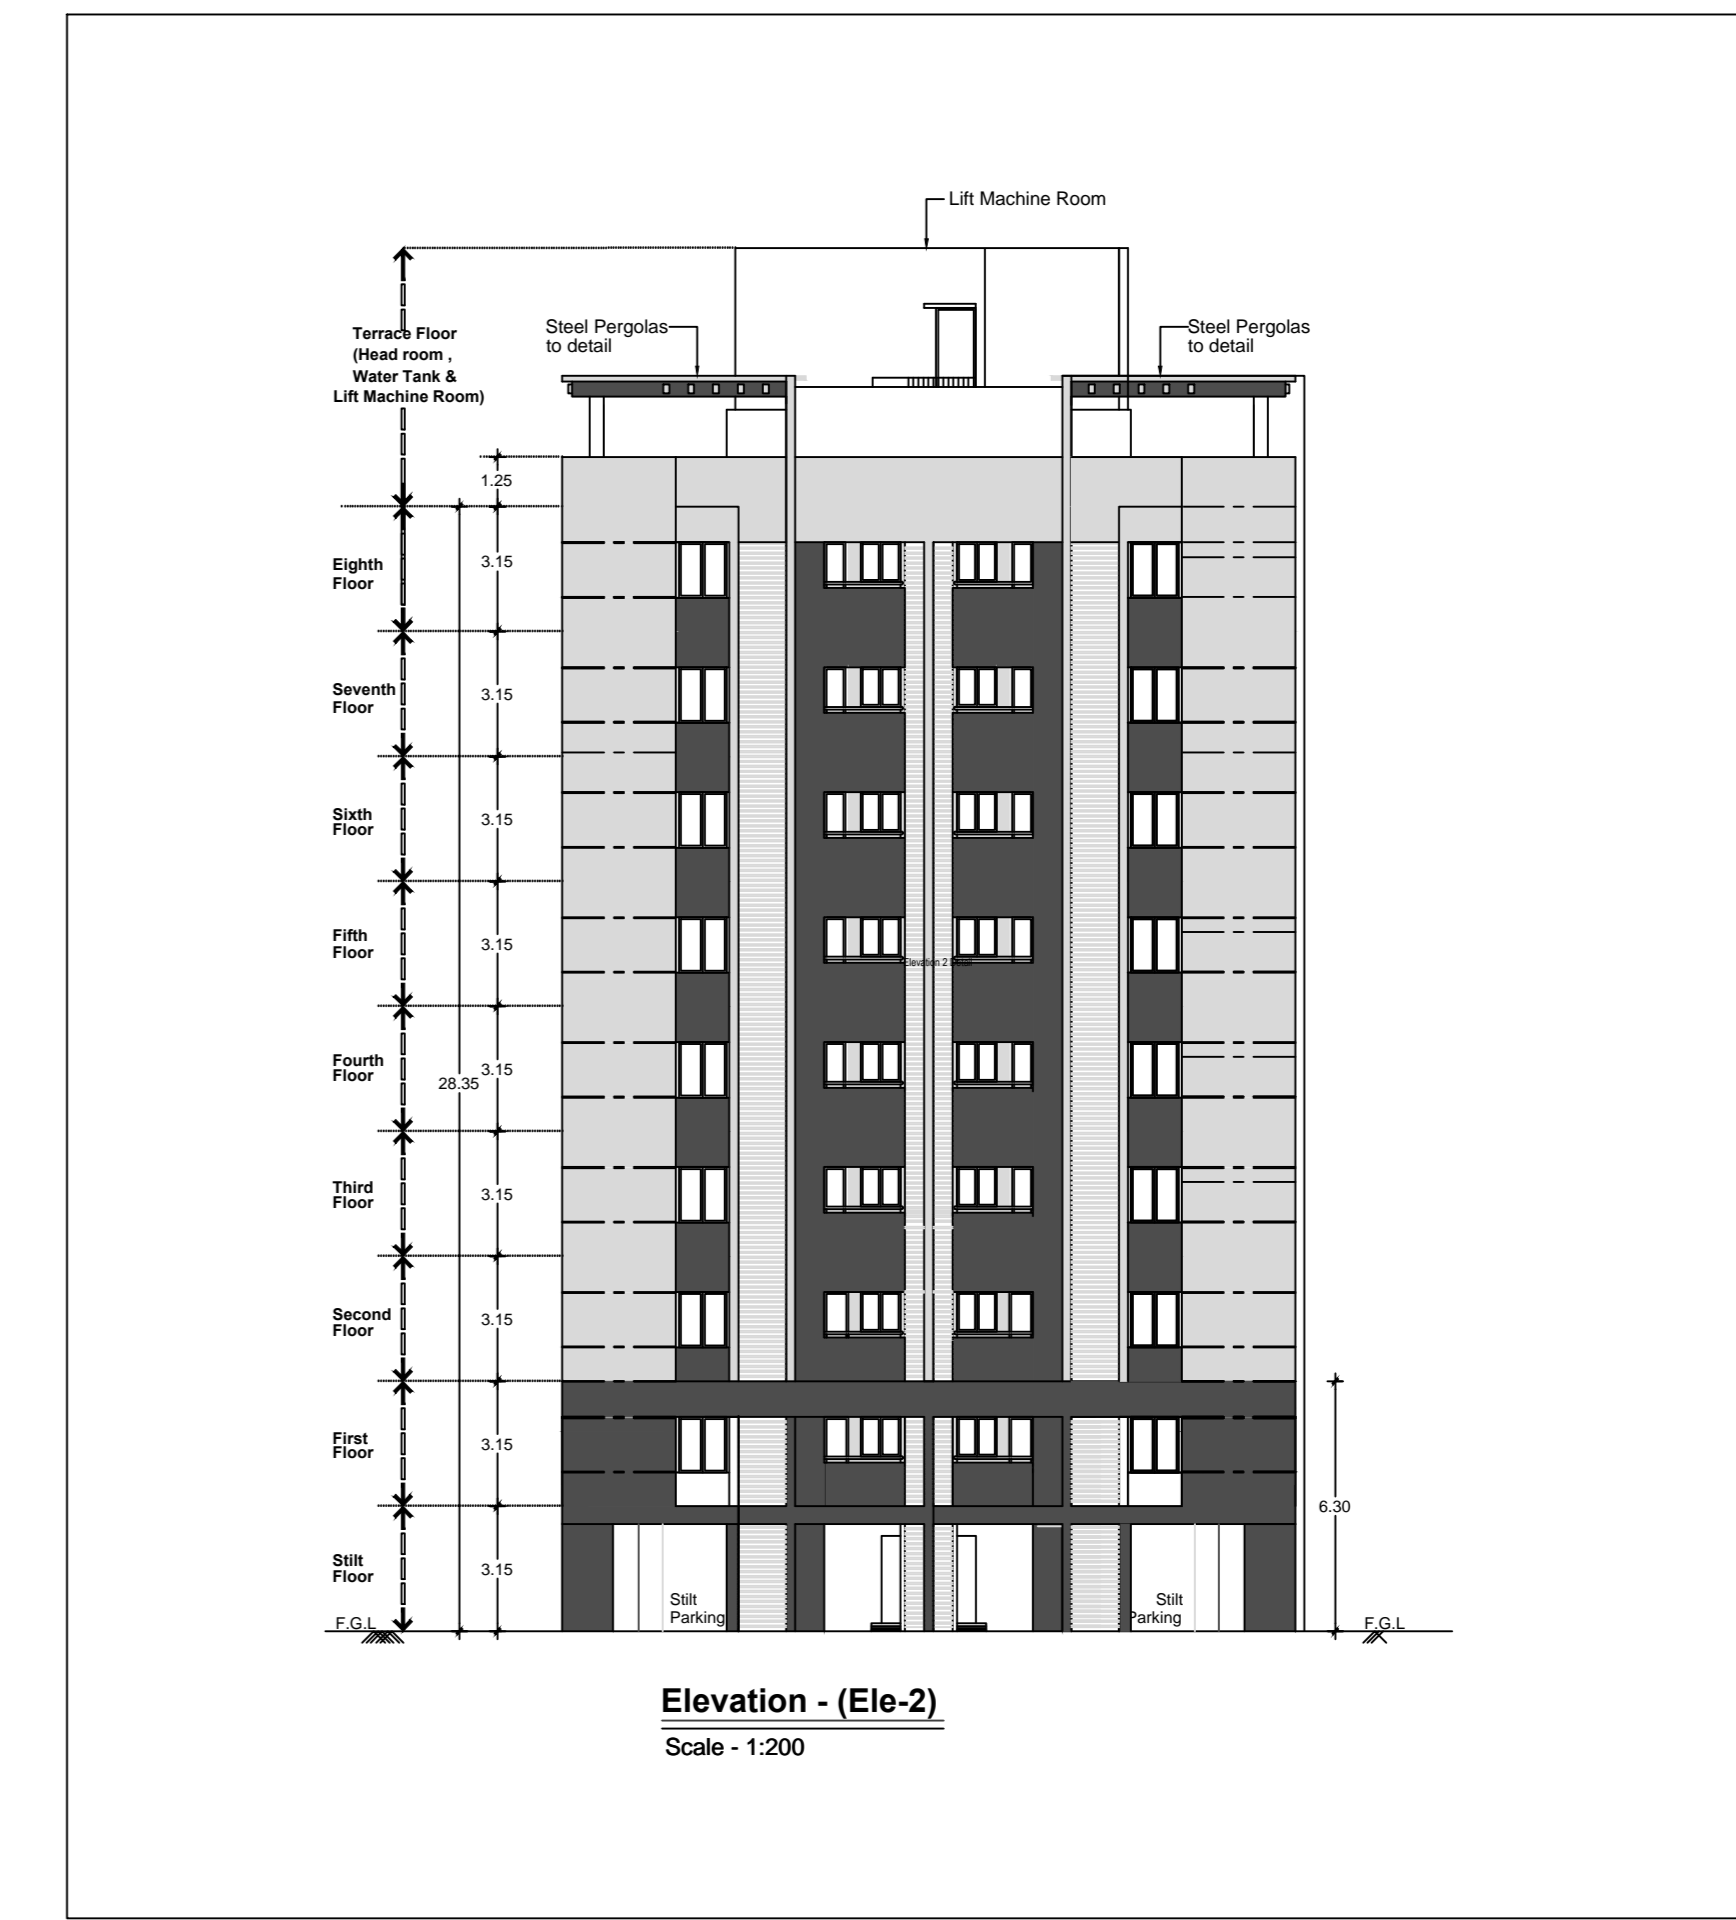 Lift Machine Room
Steel Pergolas
to detail
Steel Pergolas
to detail
Terrace Floor
(Head room ,
Water Tank &
Lift Machine Room)
1.25
Eighth
Floor
3.15
Seventh
Floor
3.15
Sixth
Floor
3.15
Fifth
Floor
3.15
Elevation 2 Detail
Fourth
Floor
28.35
3.15
Third
Floor
3.15
Second
Floor
3.15
First
Floor
3.15
6.30
Stilt
Floor
3.15
Stilt
Parking
Stilt
Parking
F.G.L
F.G.L
Elevation - (Ele-2)
Scale - 1:200